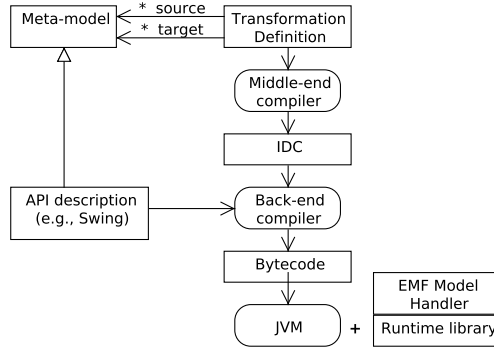 Meta-model
* source
* target
Transformation
Definition
Middle-end
compiler
IDC
API description
(e.g., Swing)
Back-end
compiler
Bytecode
JVM
+
EMF Model
Handler
Runtime library